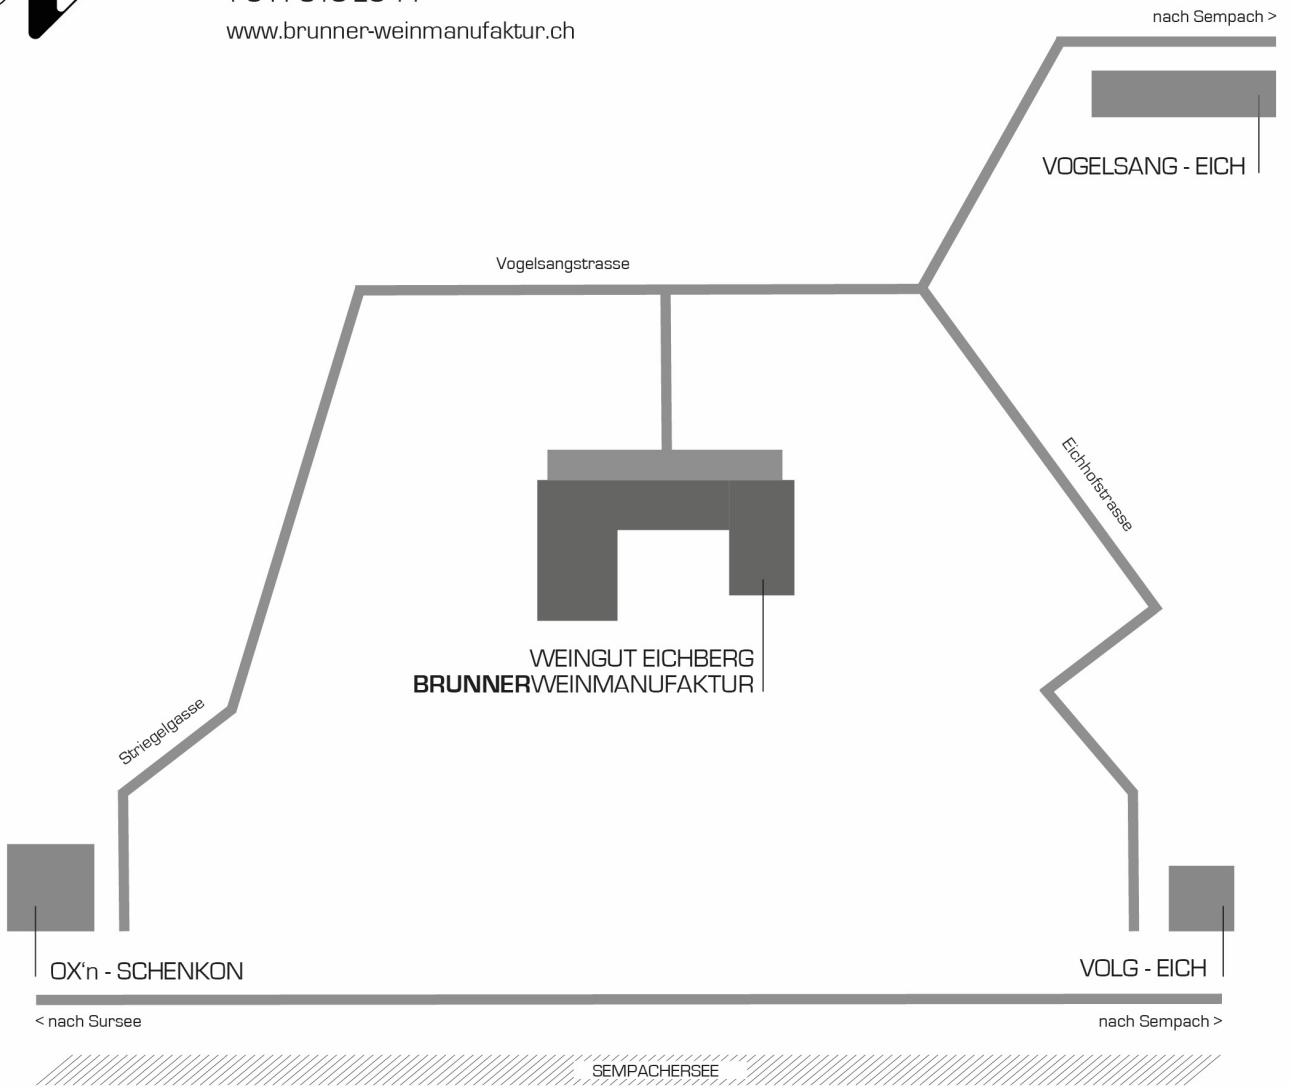 www.brunner-weinmanufaktur.ch
nach Sempach >
VOGELSANG - EICH
Vogelsangstrasse
Eichhofstrasse
WEINGUT EICHBERG
BRUNNERWEINMANUFAKTUR
Striegelgasse
OX‘n - SCHENKON
VOLG - EICH
< nach Sursee
nach Sempach >
SEMPACHERSEE